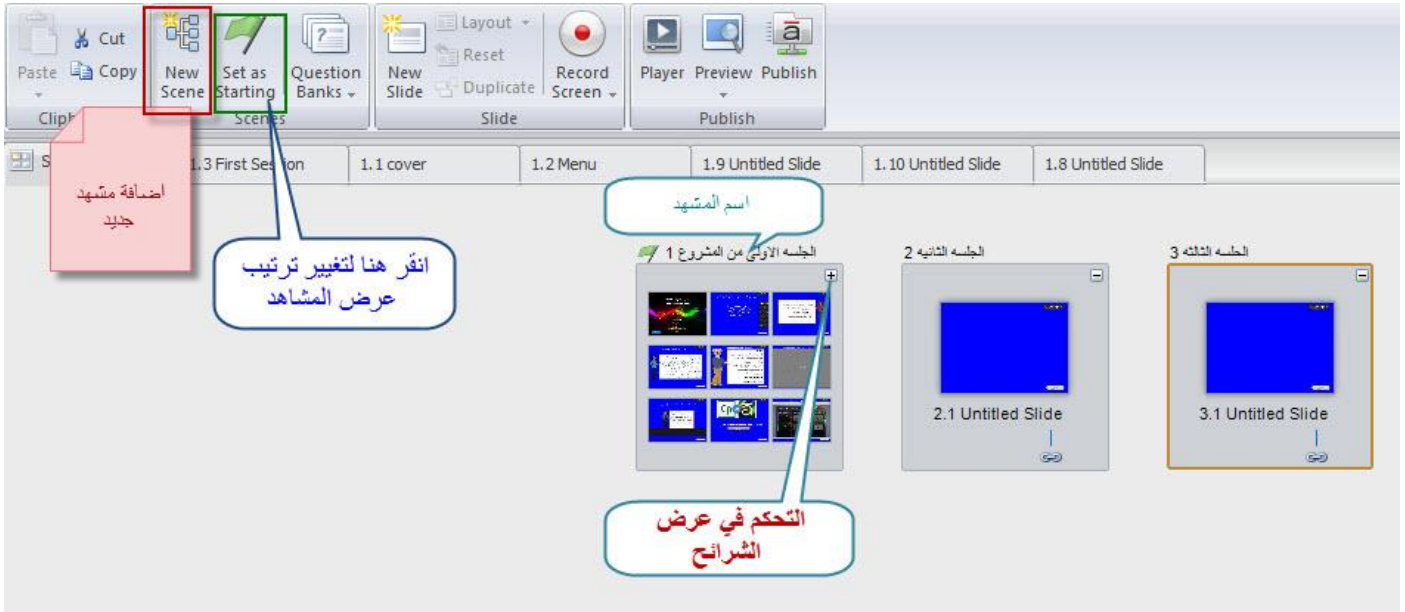 Cut
Copy
Paste
New
Scene
Set as
Starting
Question
Banks
New
Slide
Layout
Reset
Duplicate
Record
Screen
Player
Preview
Publish
Scenes
Slide
Publish
1.3 First Session
1.1 cover
1.2 Menu
1.9 Untitled Slide
1.10 Untitled Slide
1.8 Untitled Slide
اضافة مشهد
جديد
انقر هنا لتغيير ترتيب
عرض المشاهد
اسم المشهد
1 الجلسه الاولى من المشروع
2 الجلسه الثانيه
3 الجلسه الثالثه
2.1 Untitled Slide
3.1 Untitled Slide
التحكم في عرض
الشرائح